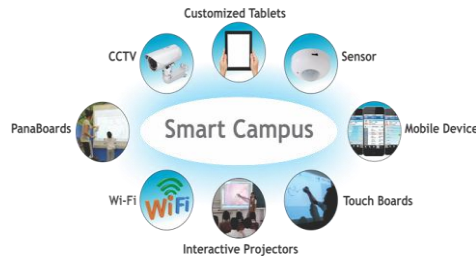 Customized Tablets
CCTV
Sensor
PanaBoards
Smart Campus
Mobile Device
Wi-Fi
WiFi
Touch Boards
Interactive Projectors